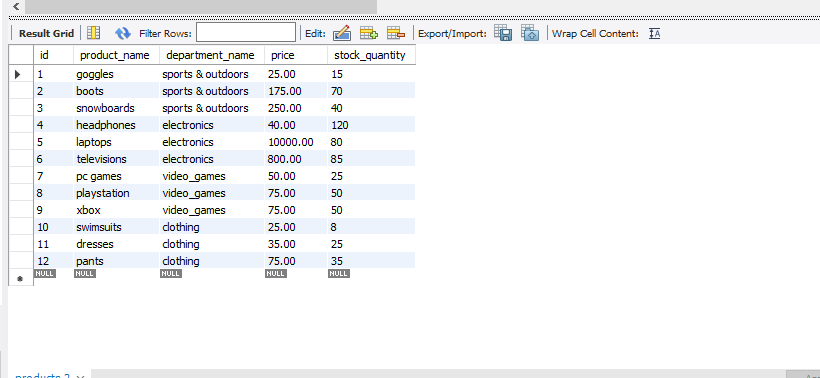 Result Grid Filter Rows: Edit: Export/Import: Wrap Cell Content: IA
id product_name department_name price stock_quantity
1 goggles sports & outdoors 25.00 15
2 boots sports & outdoors 175.00 70
3 snowboards sports & outdoors 250.00 40
4 headphones electronics 40.00 120
5 laptops electronics 10000.00 80
6 televisions electronics 800.00 85
7 pc games video_games 50.00 25
8 playstation video_games 75.00 50
9 xbox video_games 75.00 50
10 swimsuits clothing 25.00 8
11 dresses clothing 35.00 25
12 pants clothing 75.00 35
NULL NULL NULL NULL NULL
products 2